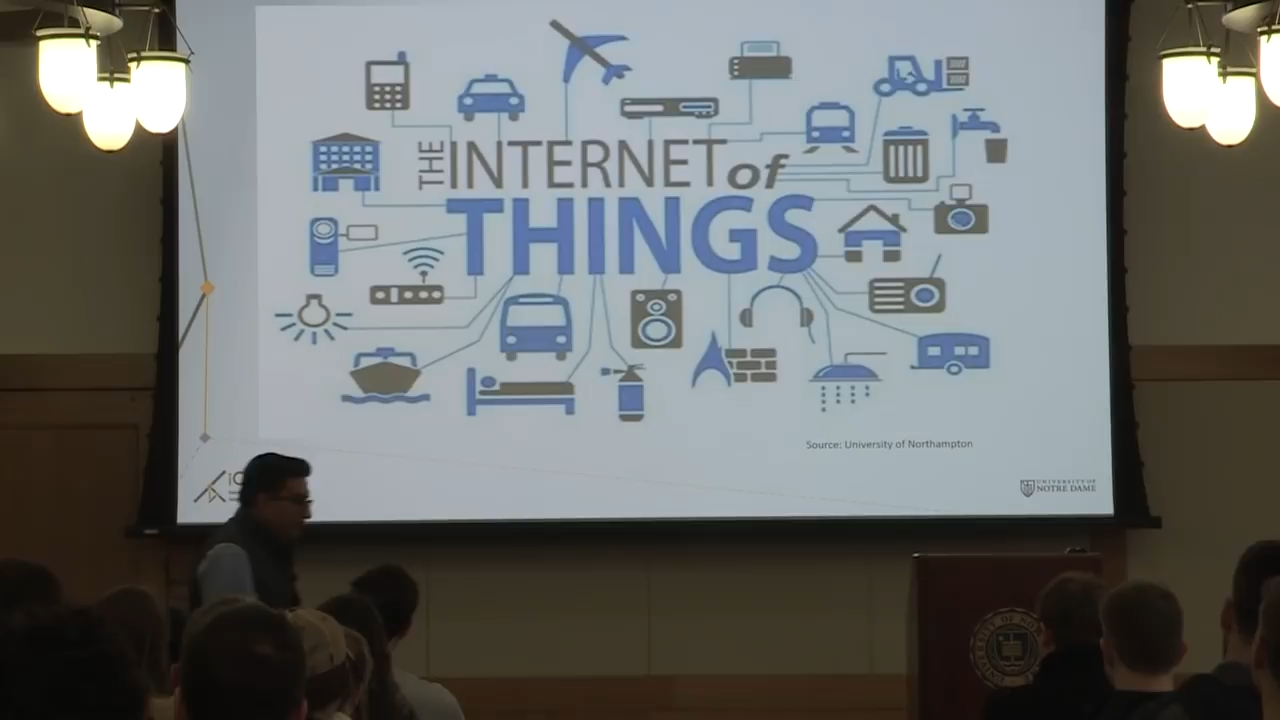 THE INTERNET of
THINGS
Source: University of Northampton
UNIVERSITY OF
NOTRE DAME